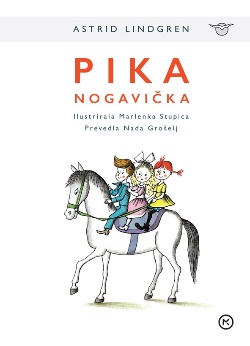 ASTRID LINDGREN
PIKA
NOGAVIČKA
Ilustrirala Marlenka Stupica
Prevedla Nada Grošelj
M